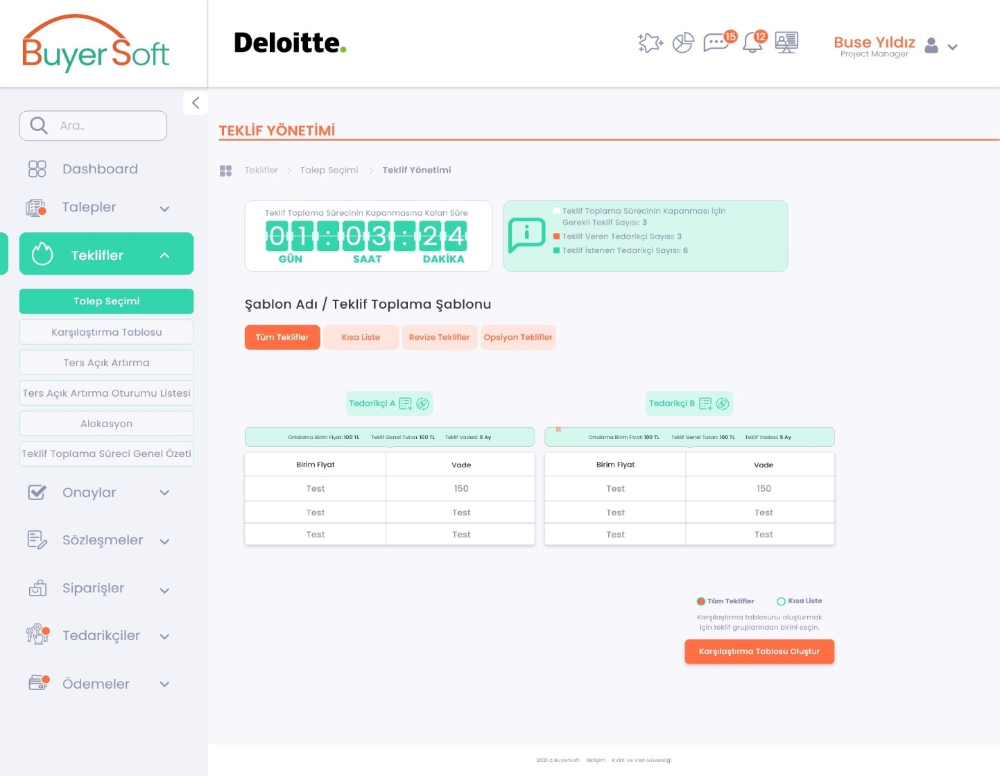 BuyerSoft
Deloitte.
15
12
Buse Yıldız
Project Manager
Ara..
Dashboard
Talepler
Teklifler
Talep Seçimi
Karşılaştırma Tablosu
Ters Açık Artırma
Ters Açık Artırma Oturumu Listesi
Alokasyon
Teklif Toplama Süreci Genel Özeti
Onaylar
Sözleşmeler
Siparişler
Tedarikçiler
Ödemeler
TEKLİF YÖNETİMİ
Teklifler > Talep Seçimi > Teklif Yönetimi
Teklif Toplama Sürecinin Kapanmasına Kalan Süre
01:03:24
GÜN SAAT DAKİKA
Teklif Toplama Sürecinin Kapanması İçin
Gerekli Teklif Sayısı: 3
Teklif Veren Tedarikçi Sayısı: 3
Teklif İstenen Tedarikçi Sayısı: 6
Şablon Adı / Teklif Toplama Şablonu
Tüm Teklifler Kısa Liste Revize Teklifler Opsiyon Teklifler
Tedarikçi A
Ortalama Birim Fiyat: 100 TL Teklif Genel Tutarı: 100 TL Teklif Vadesi: 5 Ay
Birim Fiyat Vade
Test 150
Test Test
Test Test
Tedarikçi B
Ortalama Birim Fiyat: 100 TL Teklif Genel Tutarı: 100 TL Teklif Vadesi: 5 Ay
Birim Fiyat Vade
Test 150
Test Test
Test Test
Tüm Teklifler Kısa Liste
Karşılaştırma tablosunu oluşturmak
için teklif gruplarından birini seçin.
Karşılaştırma Tablosu Oluştur
2021 © BuyerSoft İletişim KVKK ve Veri Güvenliği